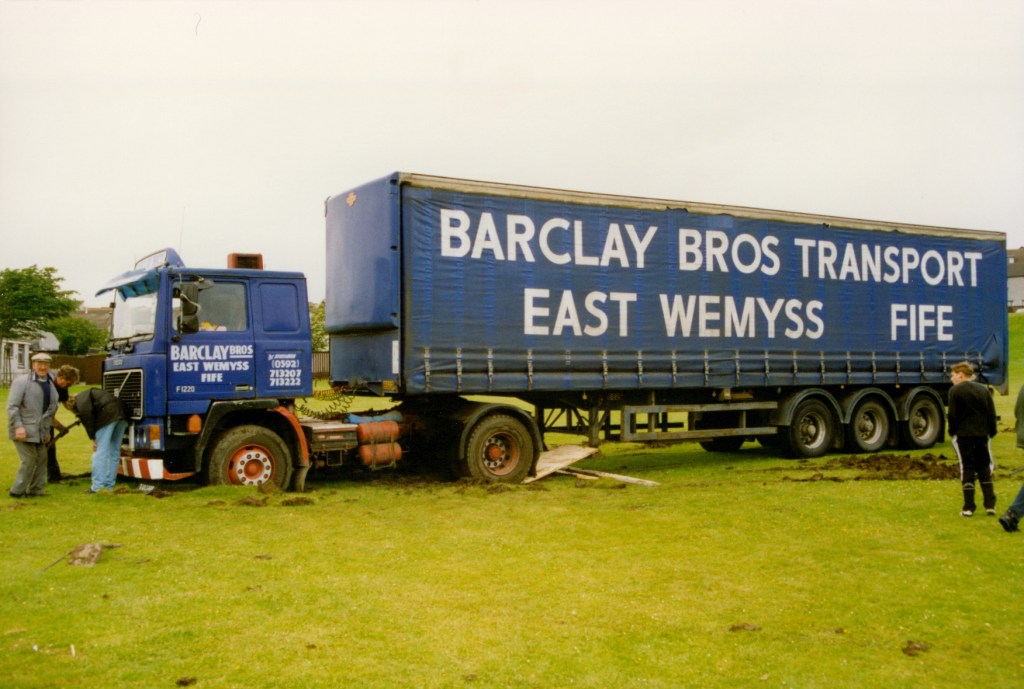 BARCLAY BROS TRANSPORT
EAST WEMYSS FIFE
BARCLAY BROS
EAST WEMYSS
FIFE
F1220
(0592)
713207
713222